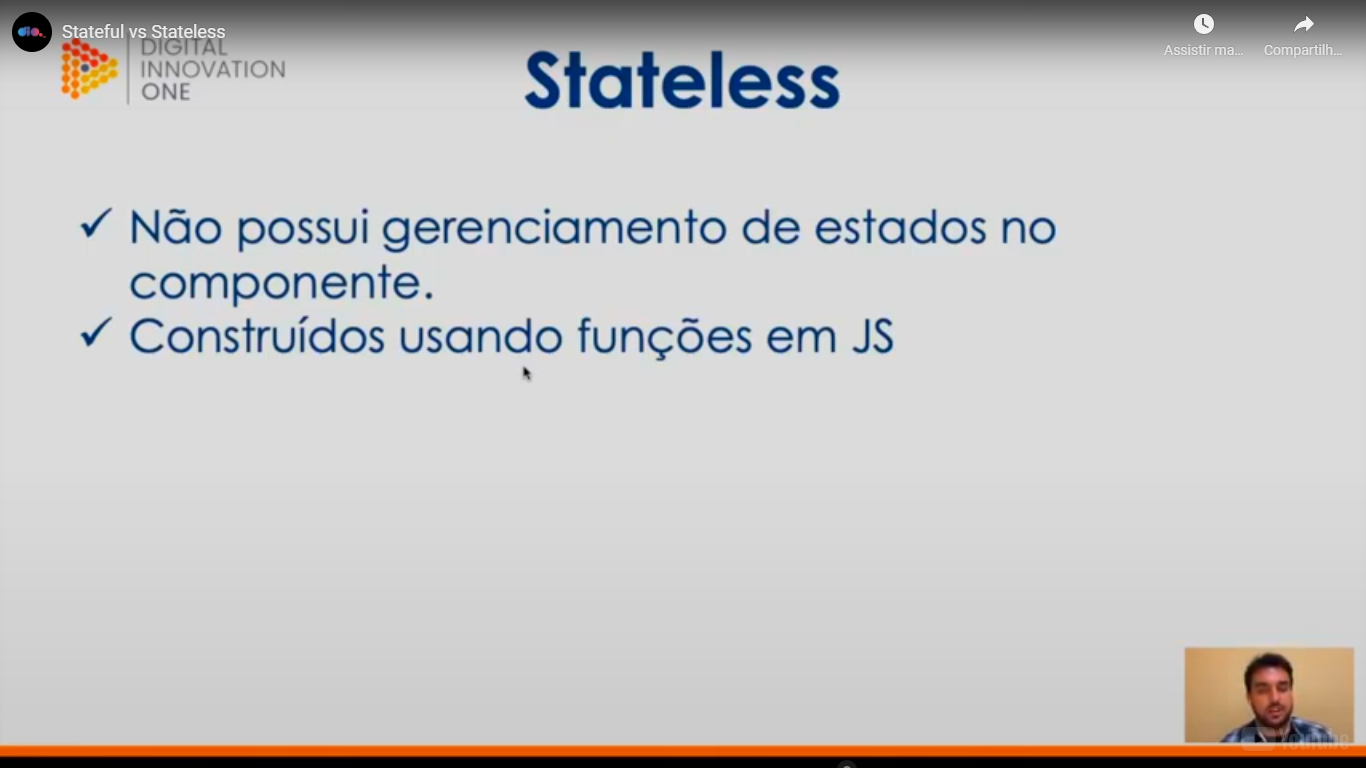 Stateful vs Stateless
Assistir ma...
Compartilh...
DIGITAL
INNOVATION
ONE
Stateless
✓ Não possui gerenciamento de estados no
componente.
✓ Construídos usando funções em JS
YouTube